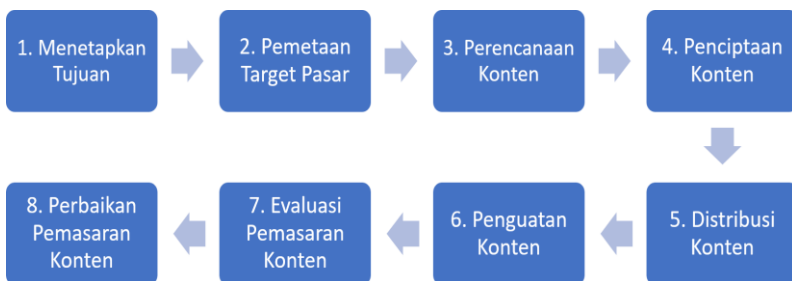 1. Menetapkan
Tujuan
2. Pemetaan
Target Pasar
3. Perencanaan
Konten
4. Penciptaan
Konten
5. Distribusi
Konten
6. Penguatan
Konten
7. Evaluasi
Pemasaran
Konten
8. Perbaikan
Pemasaran
Konten